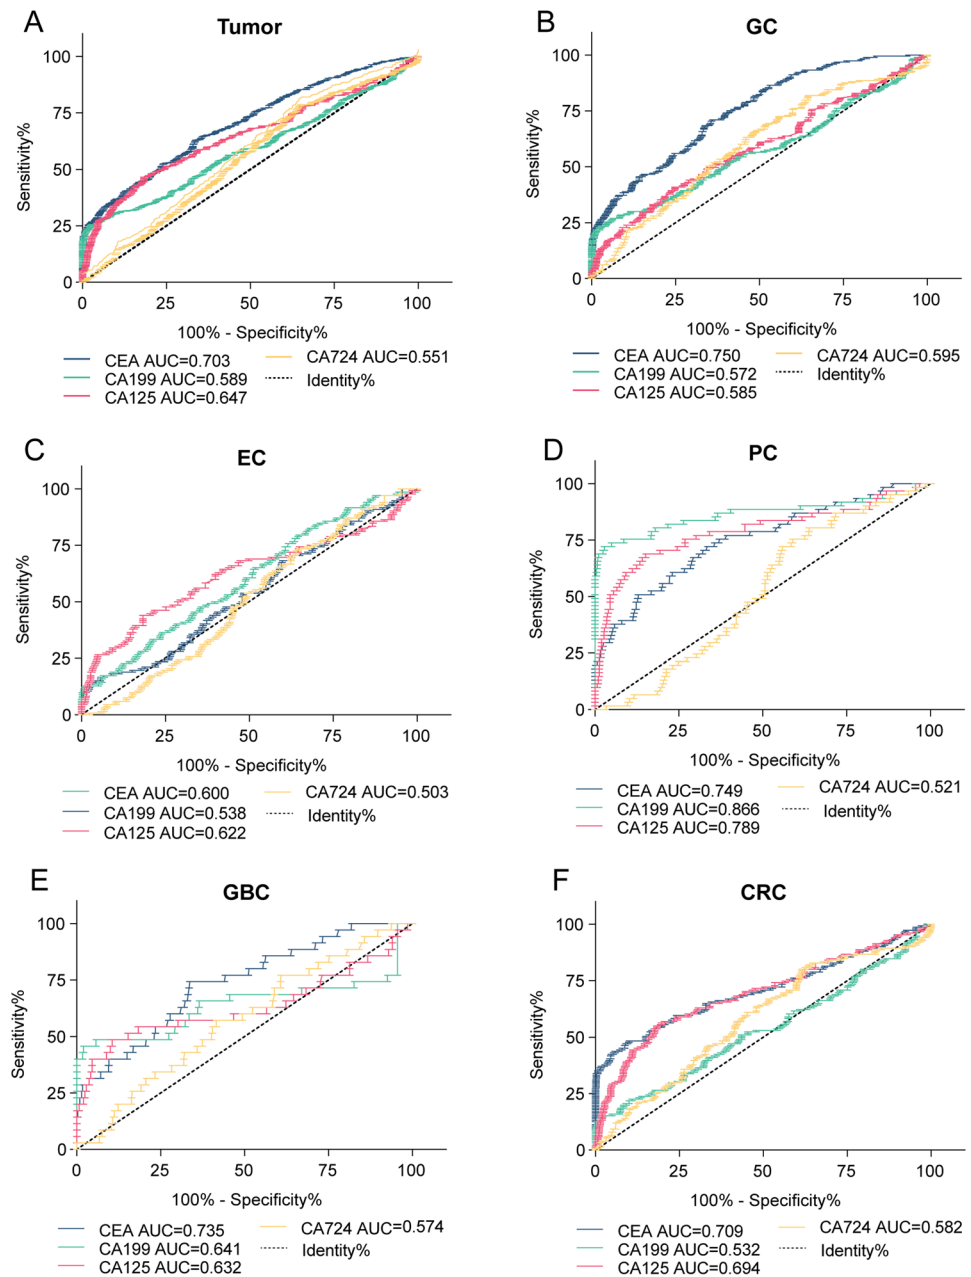 A
Tumor
Sensitivity%
100
75
50
25
0
0 25 50 75 100
100% - Specificity%
CEA AUC=0.703
CA199 AUC=0.589
CA125 AUC=0.647
CA724 AUC=0.551
Identity%
B
GC
Sensitivity%
100
75
50
25
0
0 25 50 75 100
100% - Specificity%
CEA AUC=0.750
CA199 AUC=0.572
CA125 AUC=0.585
CA724 AUC=0.595
Identity%
C
EC
Sensitivity%
100
75
50
25
0
0 25 50 75 100
100% - Specificity%
CEA AUC=0.600
CA199 AUC=0.538
CA125 AUC=0.622
CA724 AUC=0.503
Identity%
D
PC
Sensitivity%
100
75
50
25
0
0 25 50 75 100
100% - Specificity%
CEA AUC=0.749
CA199 AUC=0.866
CA125 AUC=0.789
CA724 AUC=0.521
Identity%
E
GBC
Sensitivity%
100
75
50
25
0
0 25 50 75 100
100% - Specificity%
CEA AUC=0.735
CA199 AUC=0.641
CA125 AUC=0.632
CA724 AUC=0.574
Identity%
F
CRC
Sensitivity%
100
75
50
25
0
0 25 50 75 100
100% - Specificity%
CEA AUC=0.709
CA199 AUC=0.532
CA125 AUC=0.694
CA724 AUC=0.582
Identity%